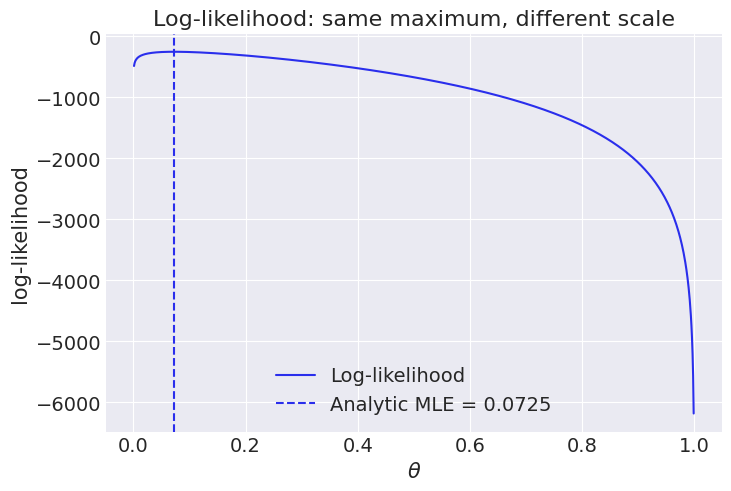 Log-likelihood: same maximum, different scale
log-likelihood
0
−1000
−2000
−3000
−4000
−5000
−6000
Log-likelihood
Analytic MLE = 0.0725
0.0 0.2 0.4 0.6 0.8 1.0
θ